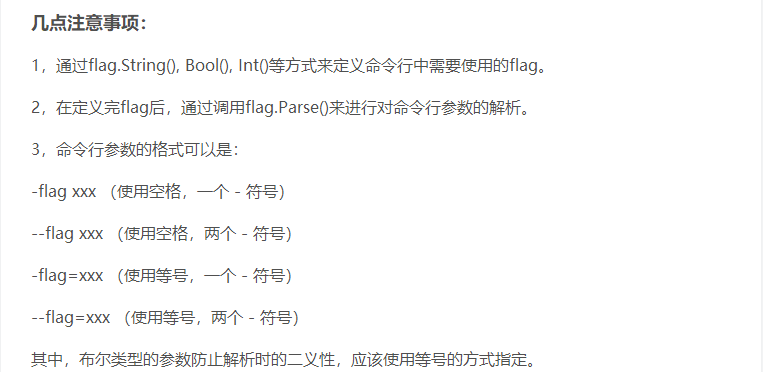 几点注意事项：
1，通过flag.String(), Bool(), Int()等方式来定义命令行中需要使用的flag。
2，在定义完flag后，通过调用flag.Parse()来进行对命令行参数的解析。
3，命令行参数的格式可以是：
-flag xxx （使用空格，一个 - 符号）
--flag xxx （使用空格，两个 - 符号）
-flag=xxx （使用等号，一个 - 符号）
--flag=xxx （使用等号，两个 - 符号）
其中，布尔类型的参数防止解析时的二义性，应该使用等号的方式指定。